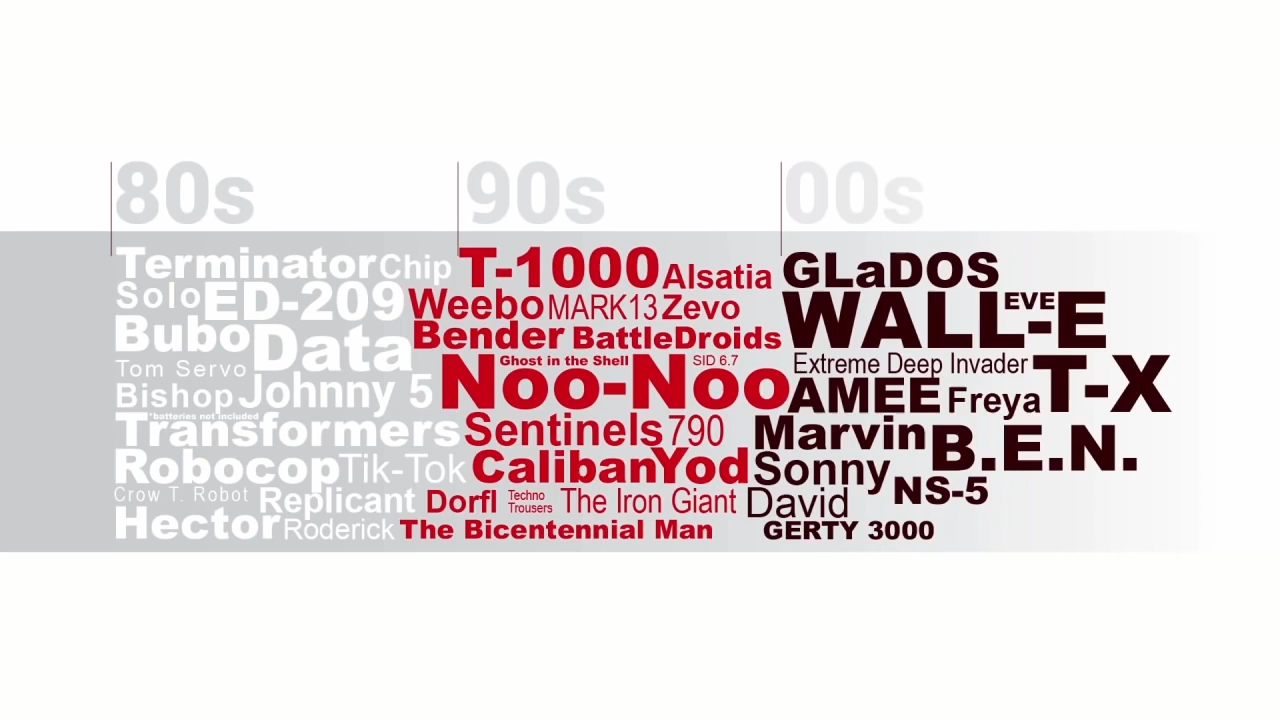 80s
90s
00s
Terminator Chip
Solo ED-209
Bubo Data
Tom Servo
Bishop Johnny 5
*batteries not included
Transformers
Robocop Tik-Tok
Crow T. Robot Replicant
Hector Roderick
T-1000 Alsatia
Weebo MARK13 Zevo
Bender BattleDroids
Ghost in the Shell SID 6.7
Noo-Noo
Sentinels 790
Caliban Yod
Dorfl Techno Trousers The Iron Giant
The Bicentennial Man
GLaDOS
EVE
WALL-E
Extreme Deep Invader T-X
AMEE Freya
Marvin B.E.N.
Sonny NS-5
David
GERTY 3000